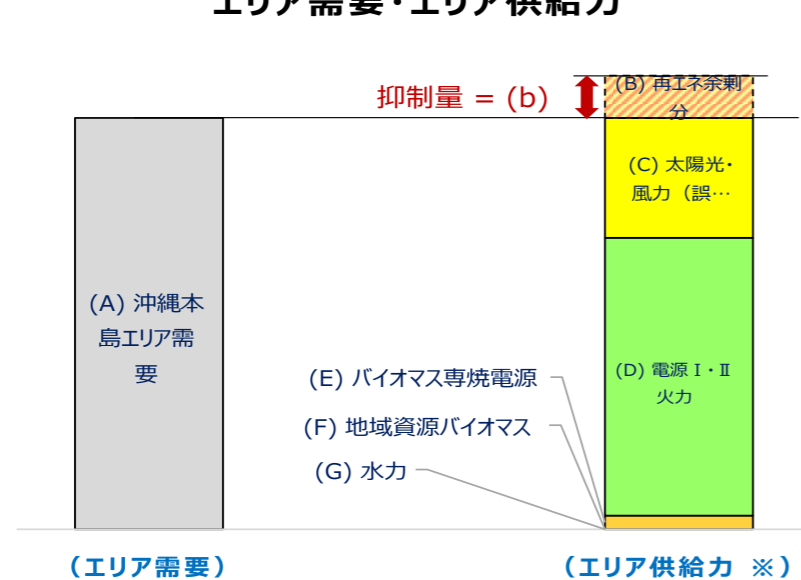 エリア需要・エリア供給力
抑制量 = (b)
(B) 再エネ余剰
分
(C) 太陽光・
風力（誤…
(A) 沖縄本
島エリア需
要
(D) 電源Ⅰ・Ⅱ
火力
(E) バイオマス専焼電源
(F) 地域資源バイオマス
(G) 水力
（エリア需要）
（エリア供給力 ※）